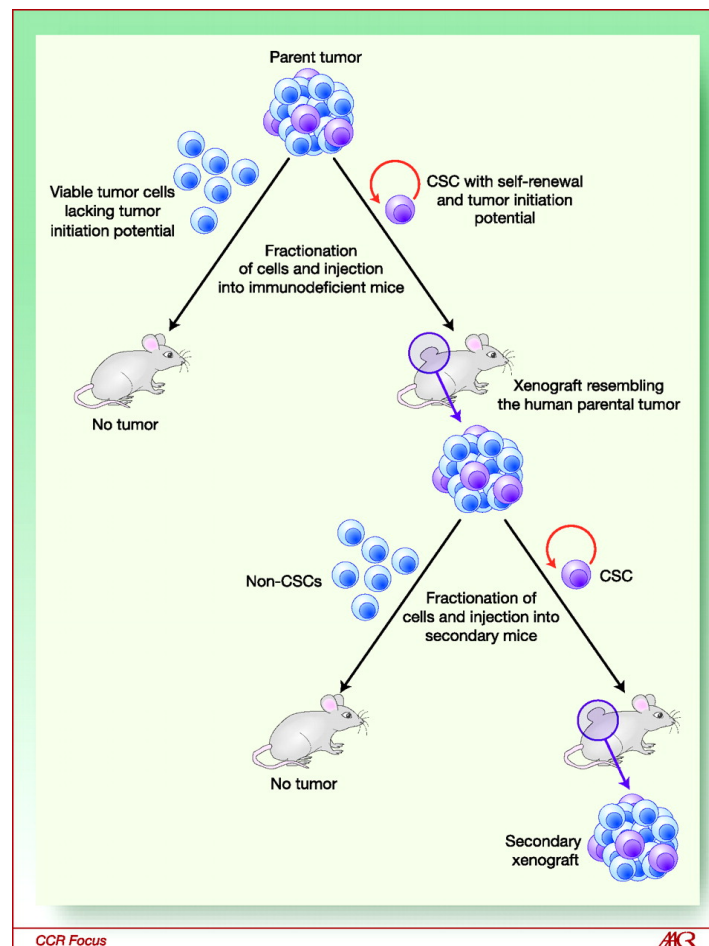 Parent tumor
Viable tumor cells
lacking tumor
initiation potential
CSC with self-renewal
and tumor initiation
potential
Fractionation
of cells and injection
into immunodeficient mice
No tumor
Xenograft resembling
the human parental tumor
Non-CSCs
CSC
Fractionation of
cells and injection into
secondary mice
No tumor
Secondary
xenograft
CCR Focus
AACR